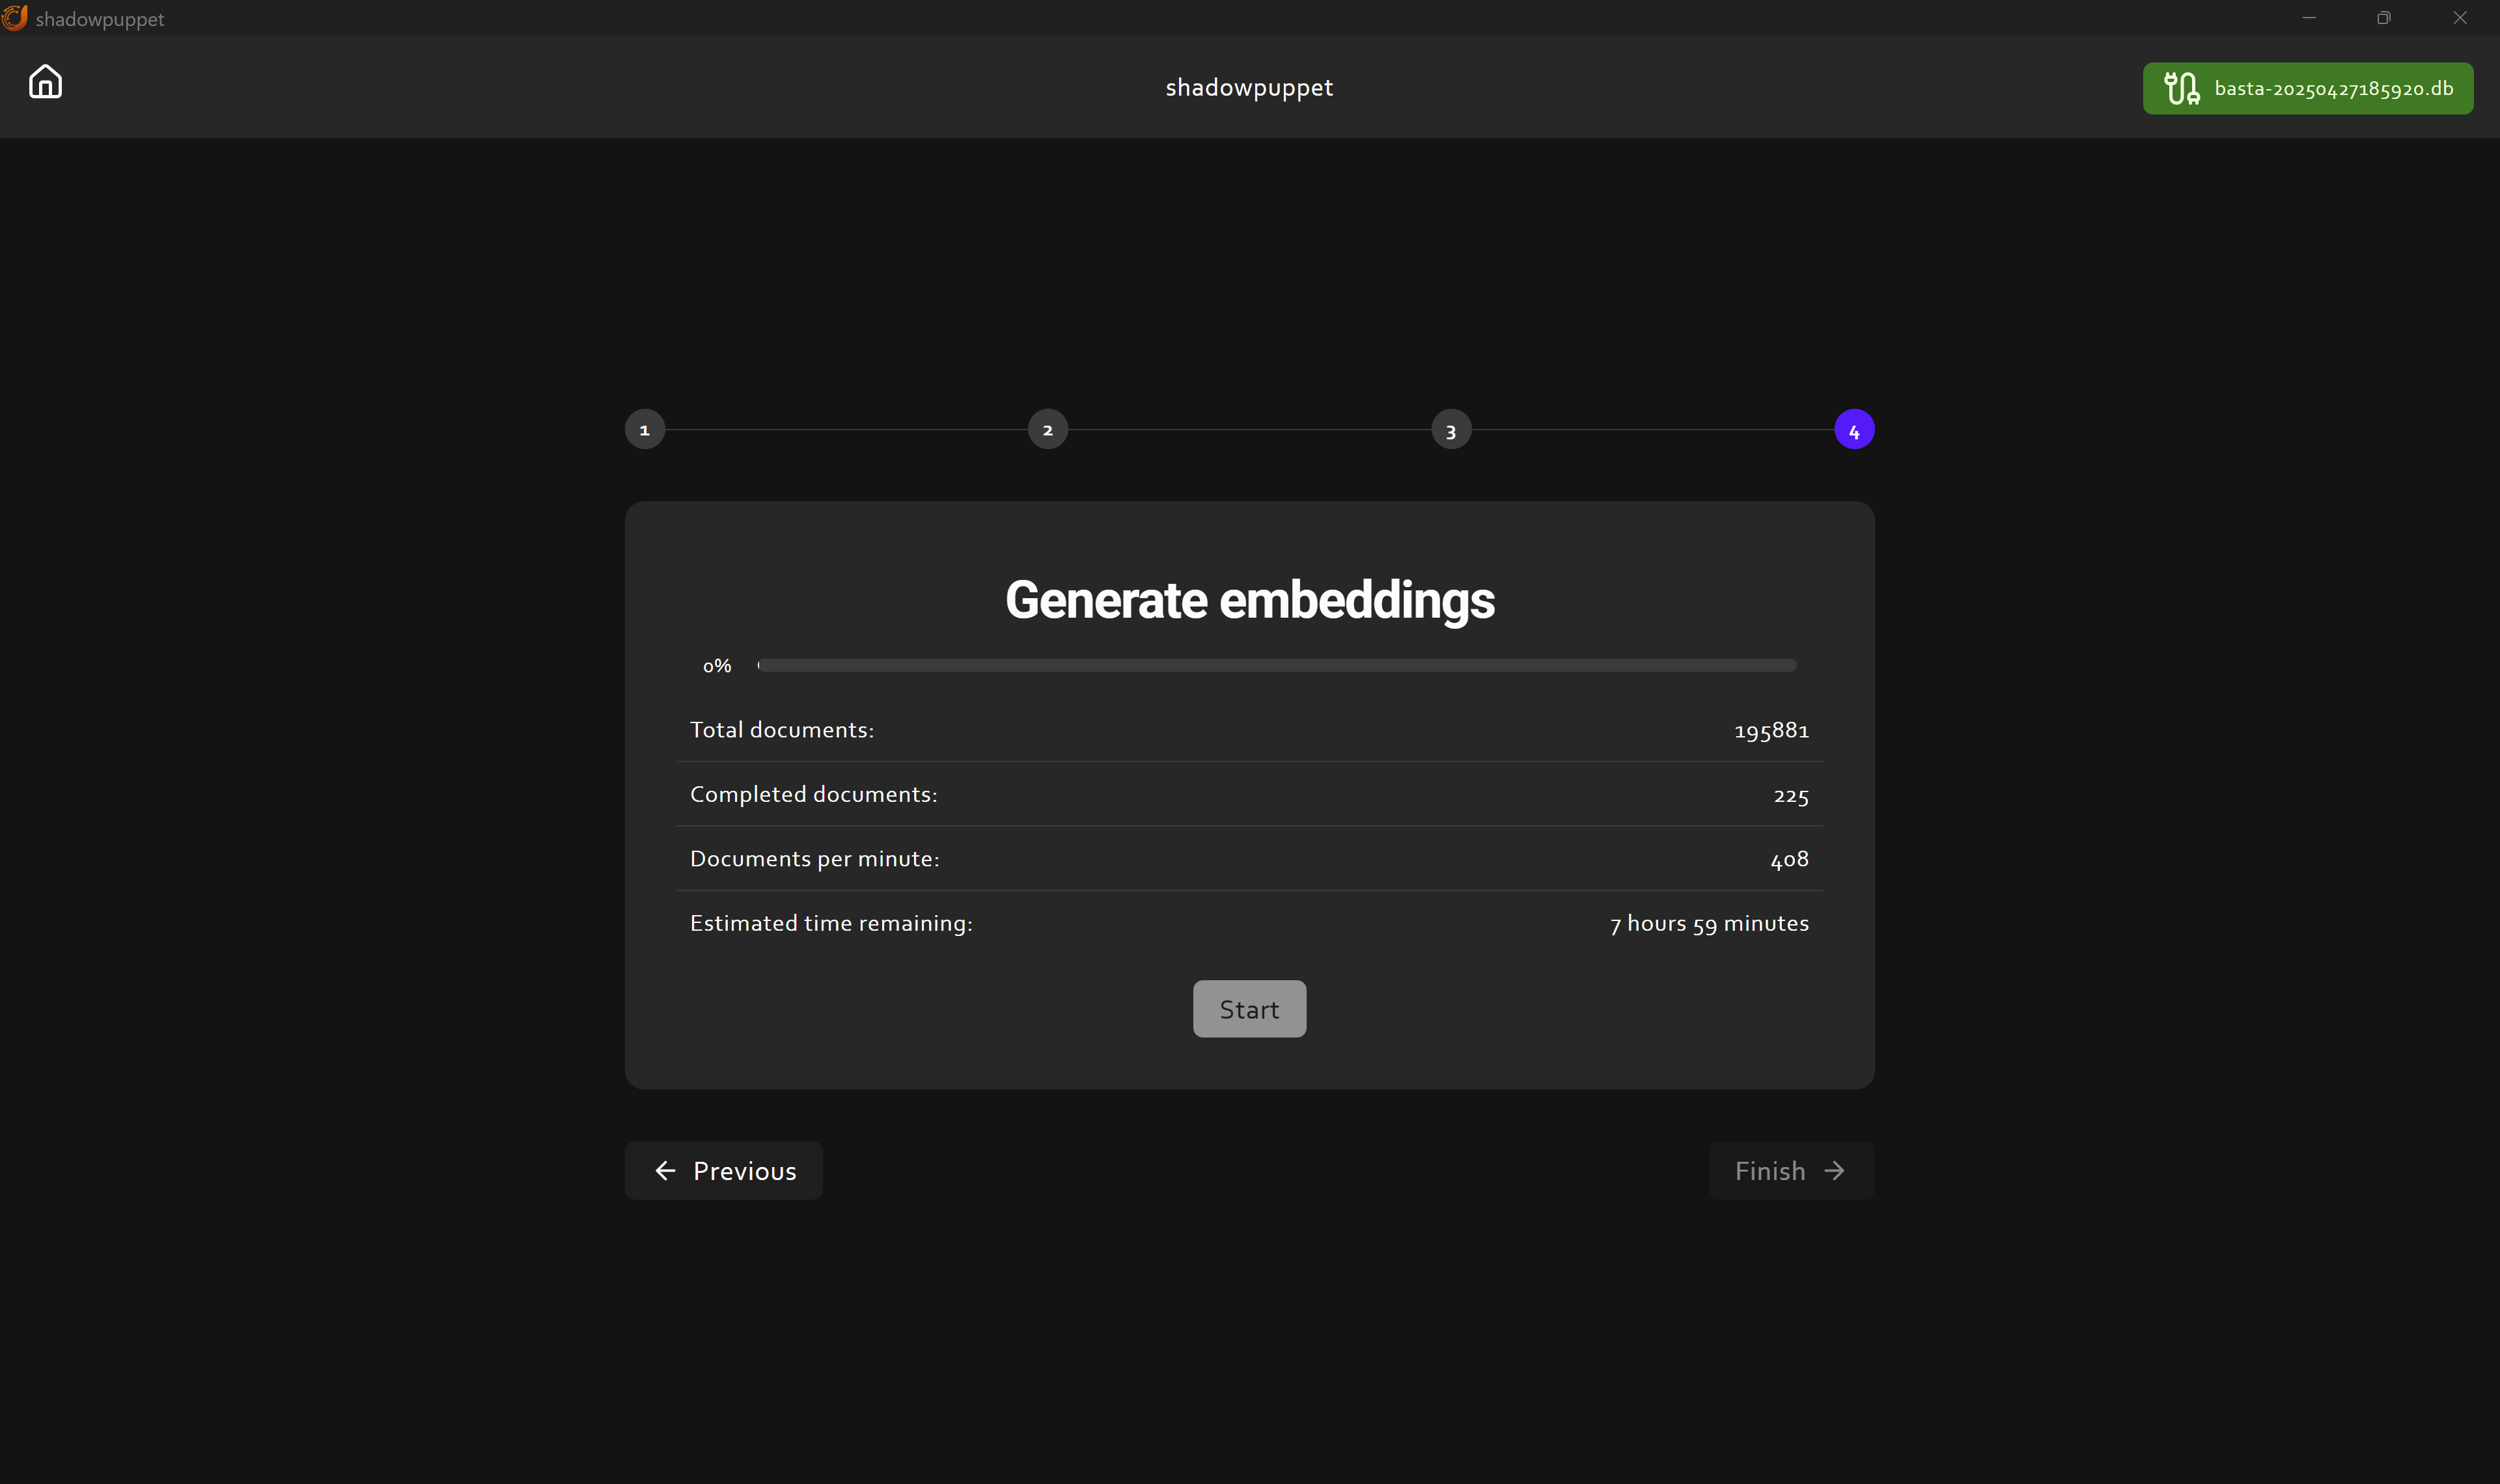 shadowpuppet
shadowpuppet
basta-20250427185920.db
1 2 3 4
Generate embeddings
0%
Total documents: 195881
Completed documents: 225
Documents per minute: 408
Estimated time remaining: 7 hours 59 minutes
Start
Previous Finish